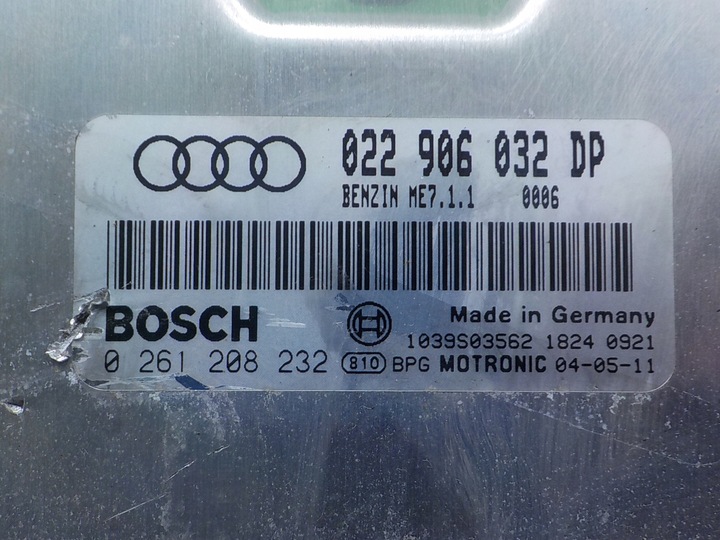 022 906 032 DP
BENZIN ME7.1.1 0006
BOSCH
Made in Germany
1039S03562 1824 0921
0 261 208 232 810 BPG MOTRONIC 04-05-11